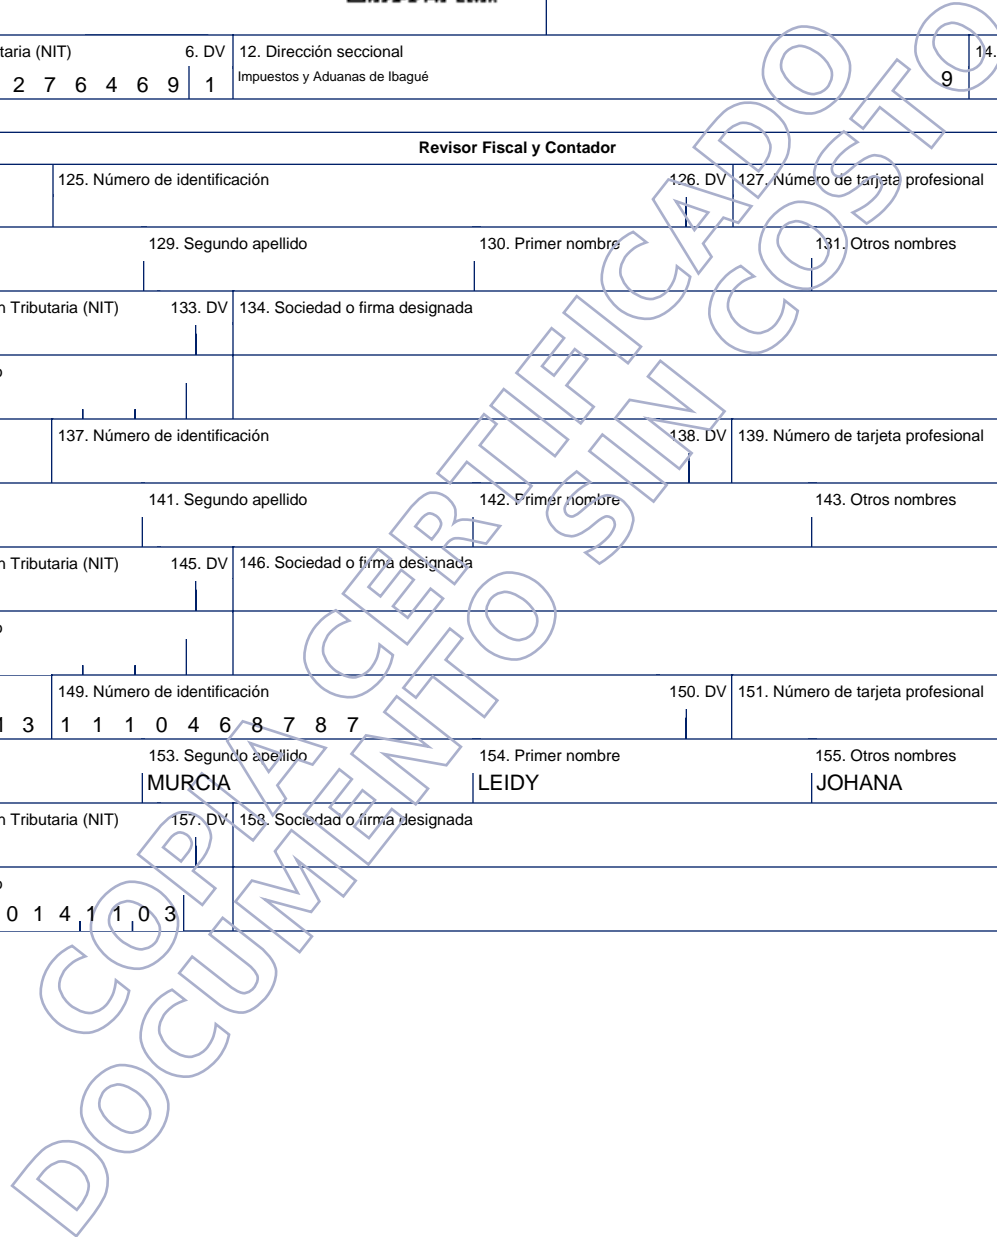 taria (NIT) 6. DV 12. Dirección seccional 14.
2 7 6 4 6 9 1 Impuestos y Aduanas de Ibagué 9
Revisor Fiscal y Contador
125. Número de identificación 126. DV 127. Número de tarjeta profesional
129. Segundo apellido 130. Primer nombre 131. Otros nombres
Tributaria (NIT) 133. DV 134. Sociedad o firma designada
137. Número de identificación 138. DV 139. Número de tarjeta profesional
141. Segundo apellido 142. Primer nombre 143. Otros nombres
Tributaria (NIT) 145. DV 146. Sociedad o firma designada
149. Número de identificación 150. DV 151. Número de tarjeta profesional
3 1 1 1 0 4 6 8 7 8 7
153. Segundo apellido 154. Primer nombre 155. Otros nombres
MURCIA LEIDY JOHANA
Tributaria (NIT) 157. DV 158. Sociedad o firma designada
0 1 4 1 1 0 3
COPIA CERTIFICADO
DOCUMENTO SIN COSTO